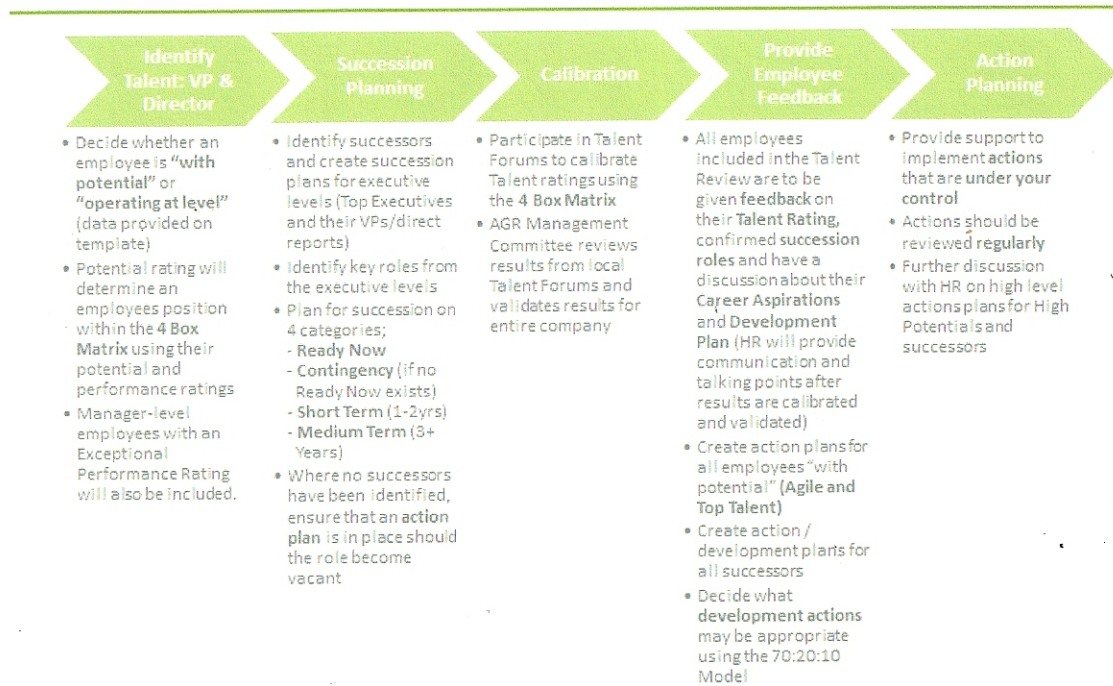 Identify
Talent: VP &
Director
• Decide whether an
employee is "with
potential" or
"operating at level"
(data provided on
template)
• Potential rating will
determine an
employees position
within the 4 Box
Matrix using their
potential and
performance ratings
• Manager-level
employees with an
Exceptional
Performance Rating
will also be included.
Succession
Planning
• Identify successors
and create succession
plans for executive
levels (Top Executives
and their VPs/direct
reports)
• Identify key roles from
the executive levels
• Plan for succession on
4 categories;
- Ready Now
- Contingency (if no
Ready Now exists)
- Short Term (1-2yrs)
- Medium Term (3+
Years)
• Where no successors
have been identified,
ensure that an action
plan is in place should
the role become
vacant
Calibration
• Participate in Talent
Forums to calibrate
Talent ratings using
the 4 Box Matrix
• AGR Management
Committee reviews
results from local
Talent Forums and
validates results for
entire company
Provide
Employee
Feedback
• All employees
included in the Talent
Review are to be
given feedback on
their Talent Rating,
confirmed succession
roles and have a
discussion about their
Career Aspirations
and Development
Plan (HR will provide
communication and
talking points after
results are calibrated
and validated)
• Create action plans for
all employees "with
potential" (Agile and
Top Talent)
• Create action /
development plans for
all successors
• Decide what
development actions
may be appropriate
using the 70:20:10
Model
Action
Planning
• Provide support to
implement actions
that are under your
control
• Actions should be
reviewed regularly
• Further discussion
with HR on high level
actions plans for High
Potentials and
successors